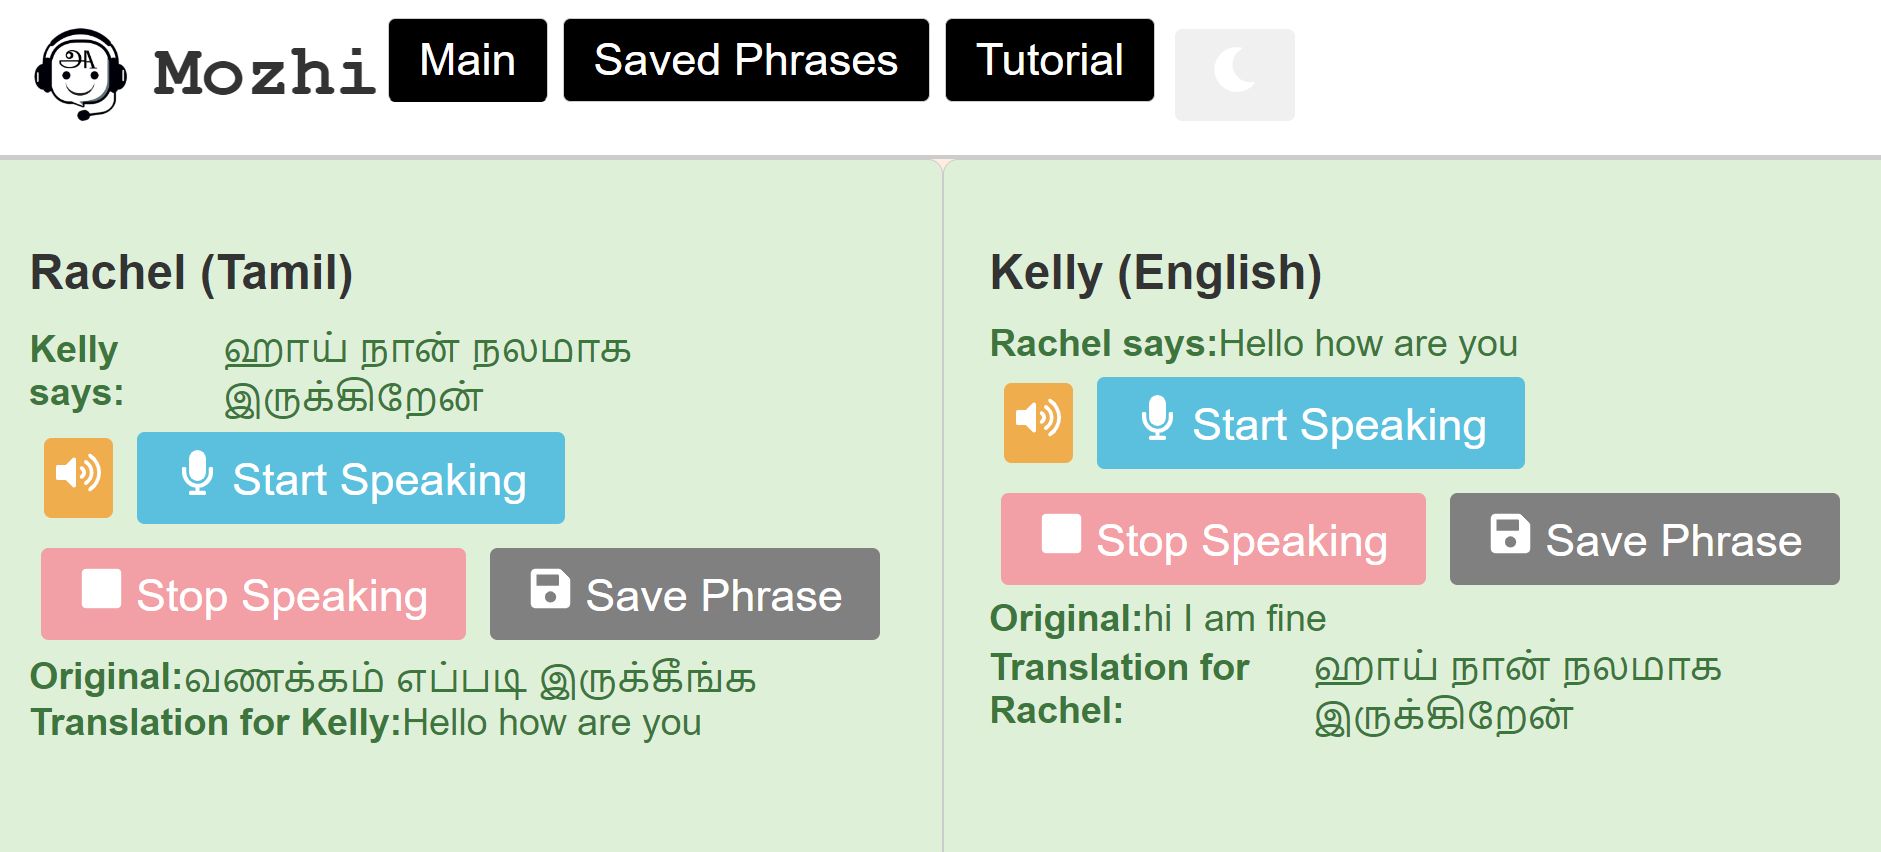 Mozhi Main Saved Phrases Tutorial
Rachel (Tamil)
Kelly says: ஹாய் நான் நலமாக
இருக்கிறேன்
Start Speaking
Stop Speaking Save Phrase
Original:வணக்கம் எப்படி இருக்கீங்க
Translation for Kelly:Hello how are you
Kelly (English)
Rachel says:Hello how are you
Start Speaking
Stop Speaking Save Phrase
Original:hi I am fine
Translation for Rachel: ஹாய் நான் நலமாக
இருக்கிறேன்